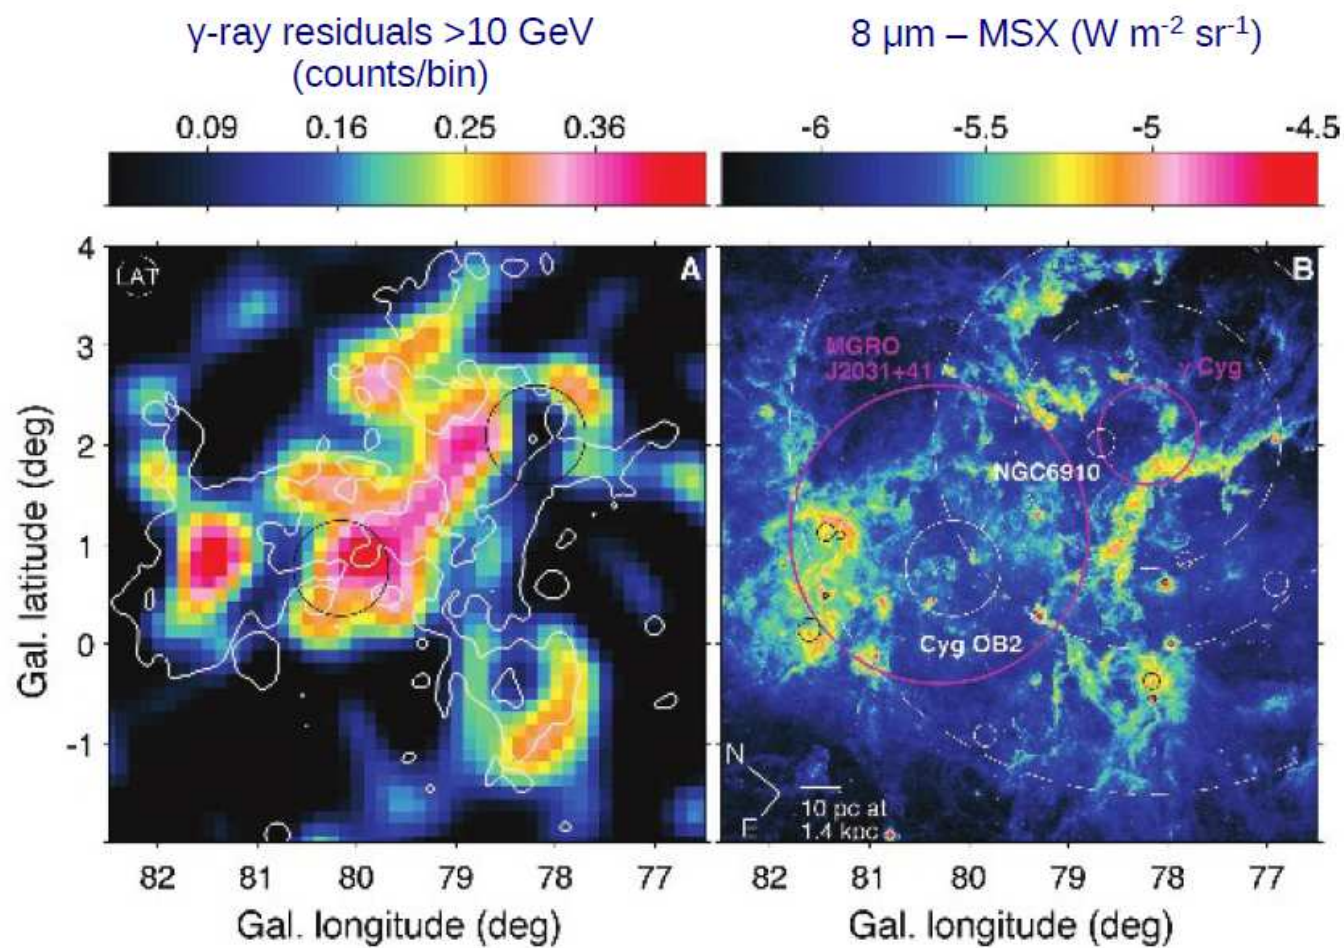 γ-ray residuals >10 GeV
(counts/bin)
8 μm – MSX (W m-2 sr-1)
0.09 0.16 0.25 0.36
-6 -5.5 -5 -4.5
4
3
2
1
0
-1
Gal. latitude (deg)
LAT
A
B
MGRO
J2031+41
γ Cyg
NGC6910
Cyg OB2
N
E
10 pc at
1.4 kpc
82 81 80 79 78 77
82 81 80 79 78 77
Gal. longitude (deg)
Gal. longitude (deg)